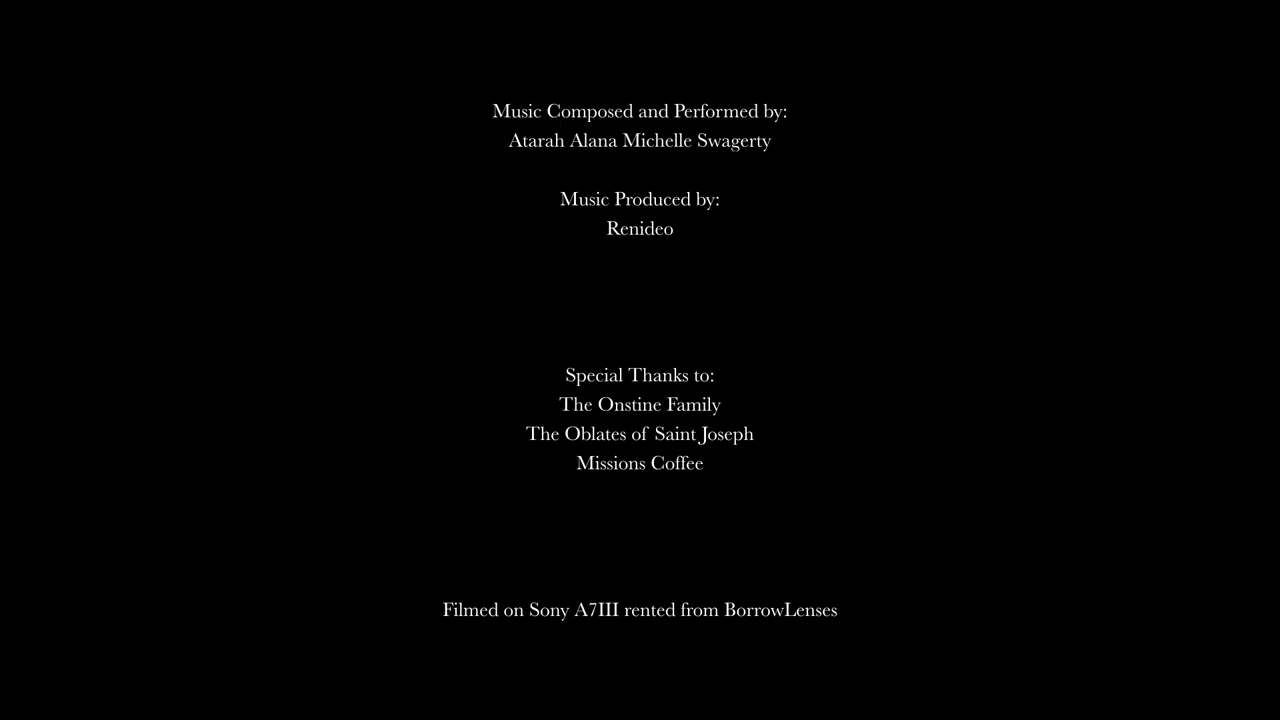 Music Composed and Performed by:
Atarah Alana Michelle Swagerty
Music Produced by:
Renideo
Special Thanks to:
The Onstine Family
The Oblates of Saint Joseph
Missions Coffee
Filmed on Sony A7III rented from BorrowLenses